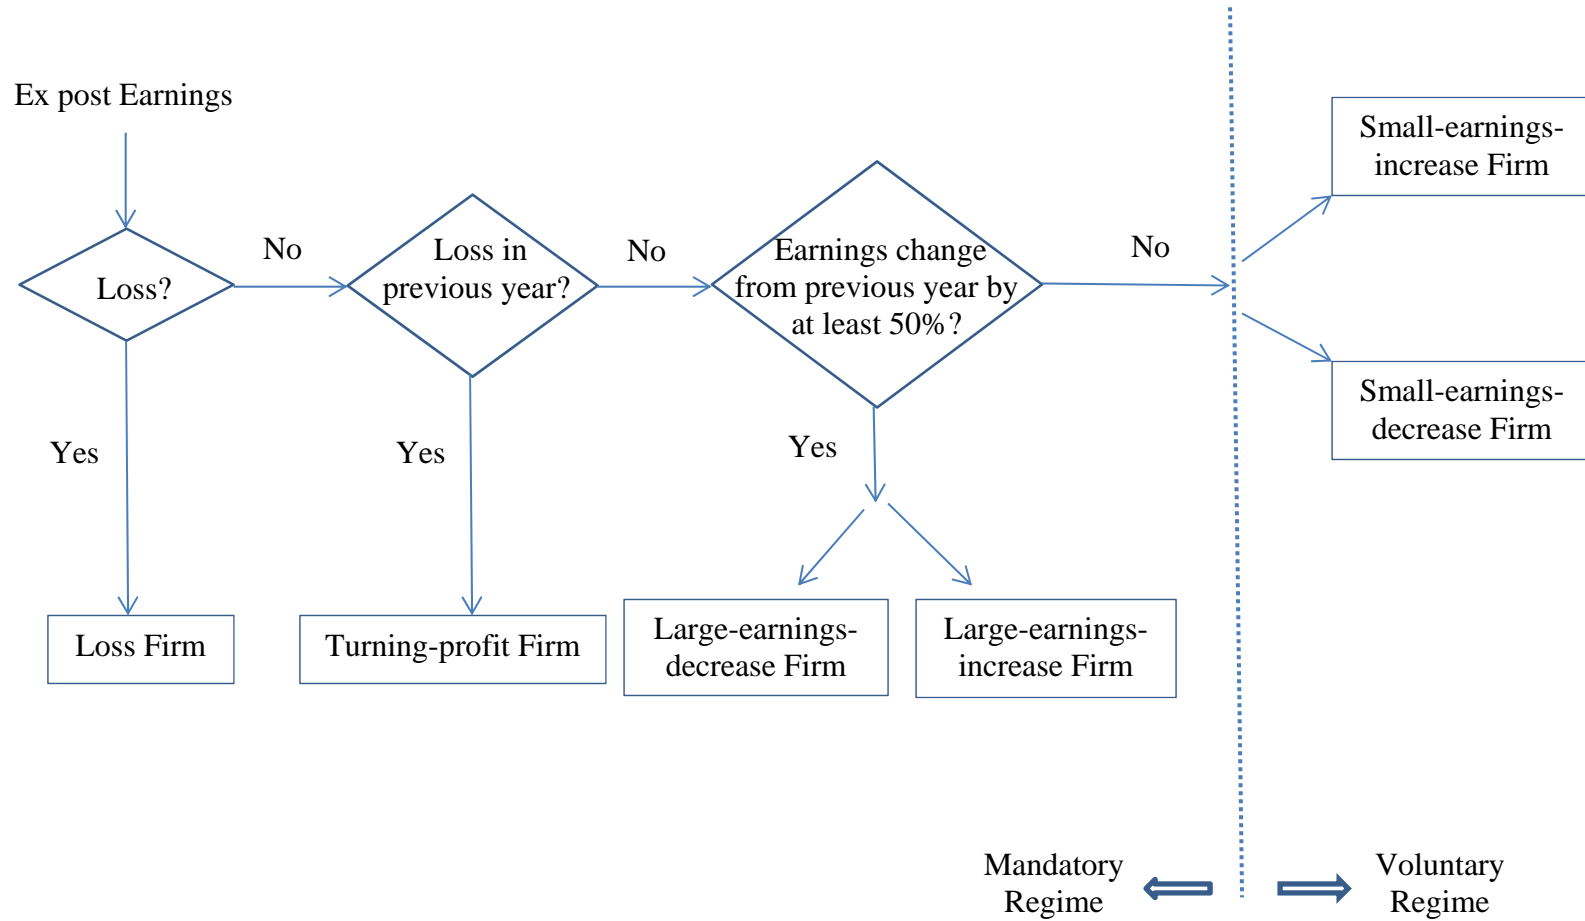 Ex post Earnings
Small-earnings-
increase Firm
No
Loss in
previous year?
No
Earnings change
from previous year by
at least 50%?
No
Loss?
Small-earnings-
decrease Firm
Yes
Yes
Yes
Loss Firm
Turning-profit Firm
Large-earnings-
decrease Firm
Large-earnings-
increase Firm
Mandatory
Regime
Voluntary
Regime